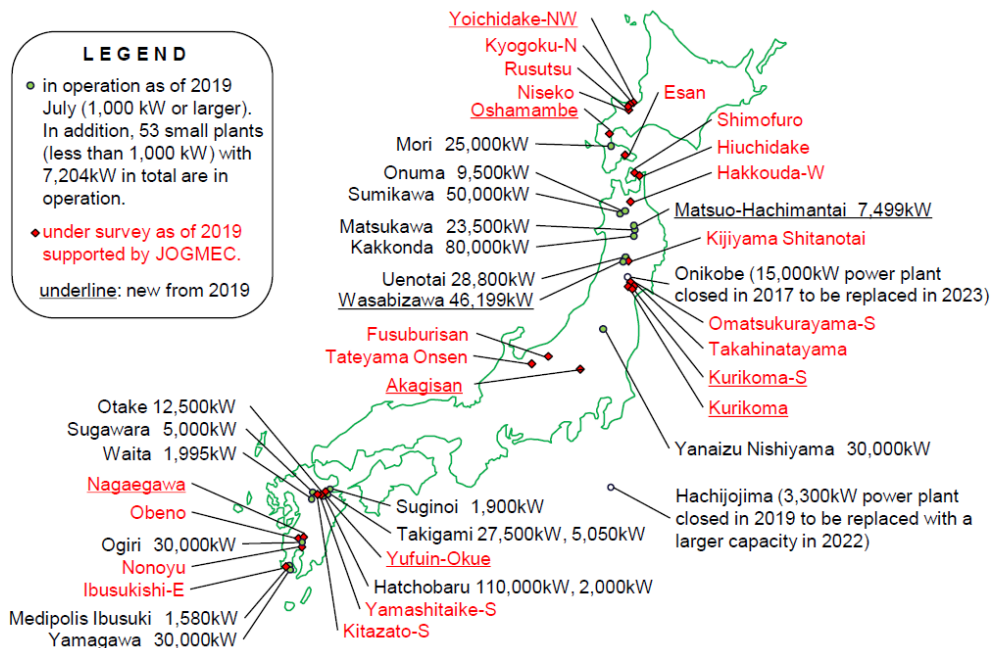 LEGEND
in operation as of 2019
July (1,000 kW or larger).
In addition, 53 small plants
(less than 1,000 kW) with
7,204kW in total are in
operation.
under survey as of 2019
supported by JOGMEC.
underline: new from 2019
Yoichidake-NW
Kyogoku-N
Rusutsu
Niseko
Oshamambe
Mori 25,000kW
Onuma 9,500kW
Sumikawa 50,000kW
Matsukawa 23,500kW
Kakkonda 80,000kW
Uenotai 28,800kW
Wasabizawa 46,199kW
Fusuburisan
Tateyama Onsen
Akagisan
Esan
Shimofuro
Hiuchidake
Hakkouda-W
Matsuo-Hachimantai 7,499kW
Kijiyama Shitanotai
Onikobe (15,000kW power plant
closed in 2017 to be replaced in 2023)
Omatsukurayama-S
Takahinatayama
Kurikoma-S
Kurikoma
Yanaizu Nishiyama 30,000kW
Hachijojima (3,300kW power plant
closed in 2019 to be replaced with a
larger capacity in 2022)
Otake 12,500kW
Sugawara 5,000kW
Waita 1,995kW
Nagaegawa
Obeno
Ogiri 30,000kW
Nonoyu
Ibusukishi-E
Medipolis Ibusuki 1,580kW
Yamagawa 30,000kW
Suginoi 1,900kW
Takigami 27,500kW, 5,050kW
Yufuin-Okue
Hatchobaru 110,000kW, 2,000kW
Yamashitaike-S
Kitazato-S